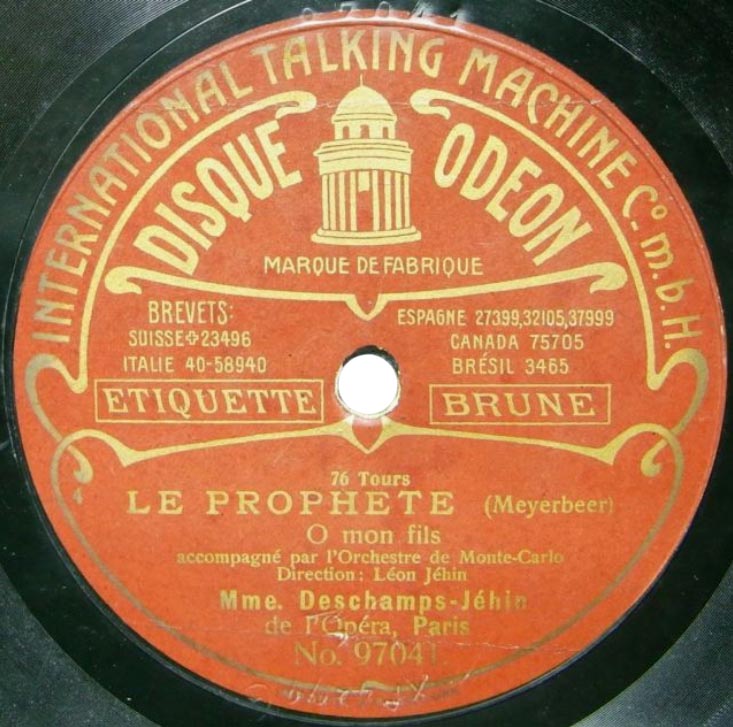 97041
INTERNATIONAL TALKING MACHINE Co. m.b.H.
DISQUE ODEON
MARQUE DE FABRIQUE
BREVETS:
SUISSE✚23496
ITALIE 40-58940
ESPAGNE 27399,32105,37999
CANADA 75705
BRÉSIL 3465
ETIQUETTE
BRUNE
76 Tours
LE PROPHETE (Meyerbeer)
O mon fils
accompagné par l'Orchestre de Monte-Carlo
Direction: Léon Jéhin
Mme. Deschamps-Jéhin
de l'Opéra, Paris
No. 97041